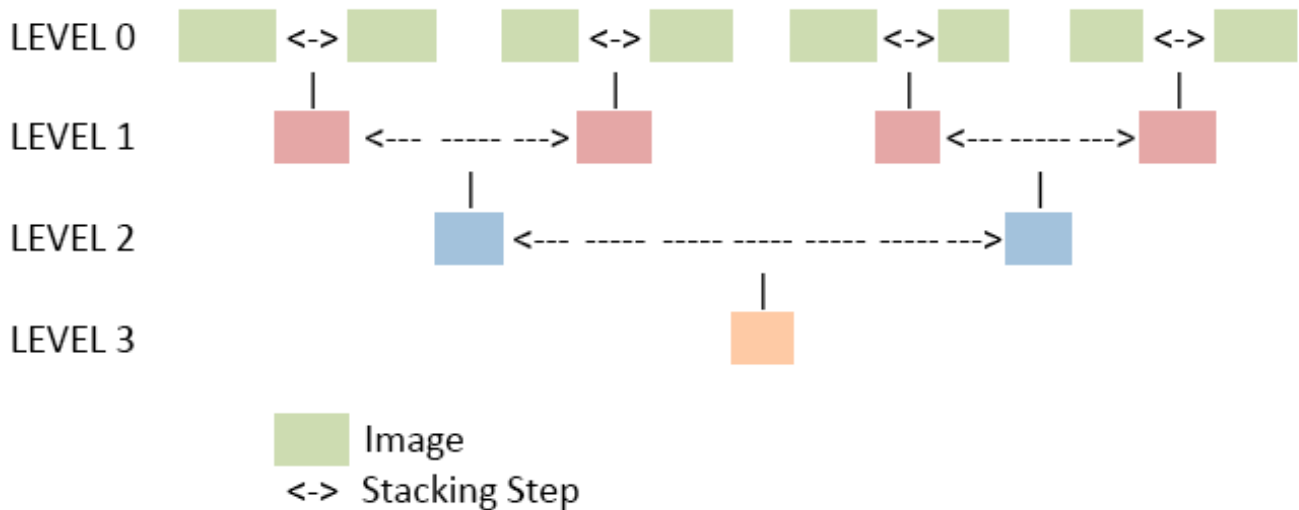 LEVEL 0 <-> <-> <-> <->
| | | |
LEVEL 1 <--- ----- ---> <--- ----- --->
| |
LEVEL 2 <--- ----- ----- ----- ----- ----- --->
|
LEVEL 3
Image
<-> Stacking Step